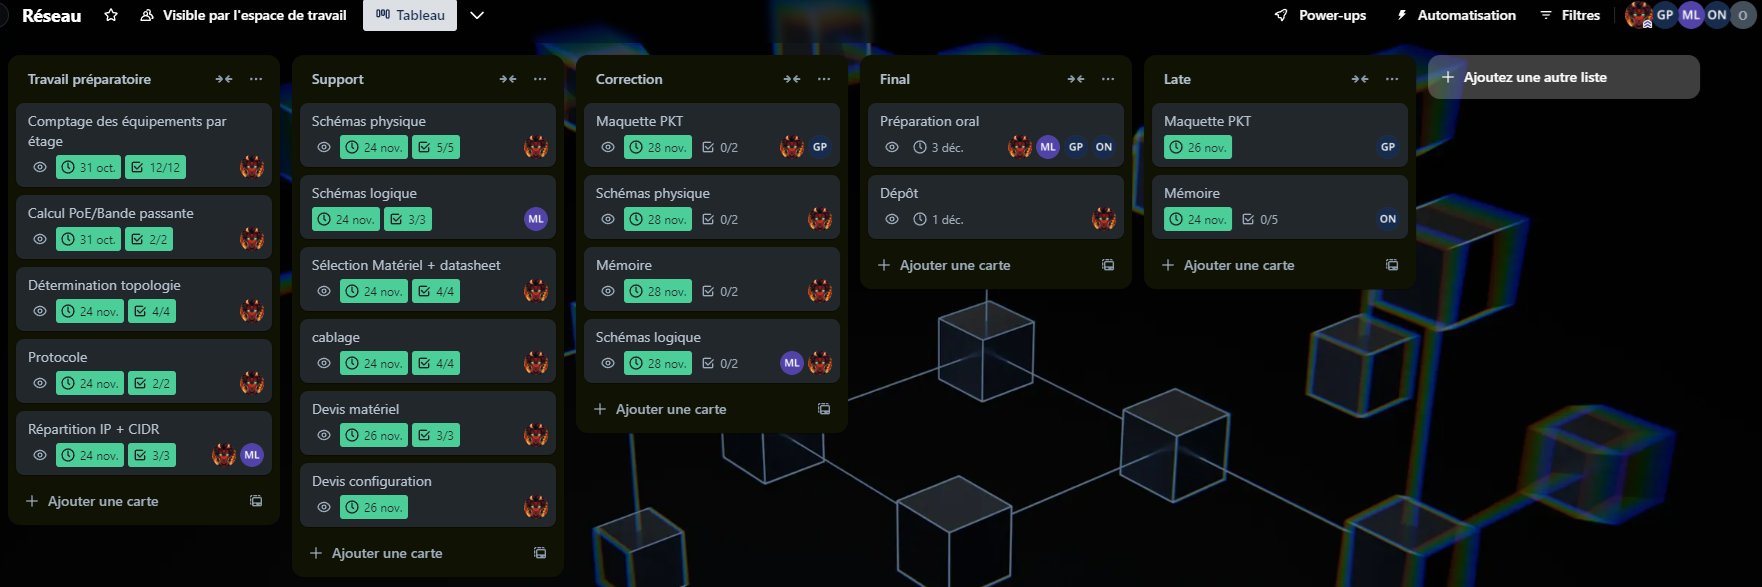 Réseau
Visible par l'espace de travail
Tableau
Power-ups
Automatisation
Filtres
GP
ML
ON
O
Travail préparatoire
Comptage des équipements par
étage
31 oct.
12/12
Calcul PoE/Bande passante
31 oct.
2/2
Détermination topologie
24 nov.
4/4
Protocole
24 nov.
2/2
Répartition IP + CIDR
24 nov.
3/3
ML
Ajouter une carte
Support
Schémas physique
24 nov.
5/5
Schémas logique
24 nov.
3/3
ML
Sélection Matériel + datasheet
24 nov.
4/4
cablage
24 nov.
4/4
Devis matériel
26 nov.
3/3
Devis configuration
26 nov.
Ajouter une carte
Correction
Maquette PKT
28 nov.
0/2
GP
Schémas physique
28 nov.
0/2
Mémoire
28 nov.
0/2
Schémas logique
28 nov.
0/2
ML
Ajouter une carte
Final
Préparation oral
3 déc.
ML
GP
ON
Dépôt
1 déc.
Ajouter une carte
Late
Maquette PKT
26 nov.
GP
Mémoire
24 nov.
0/5
ON
Ajouter une carte
Ajoutez une autre liste